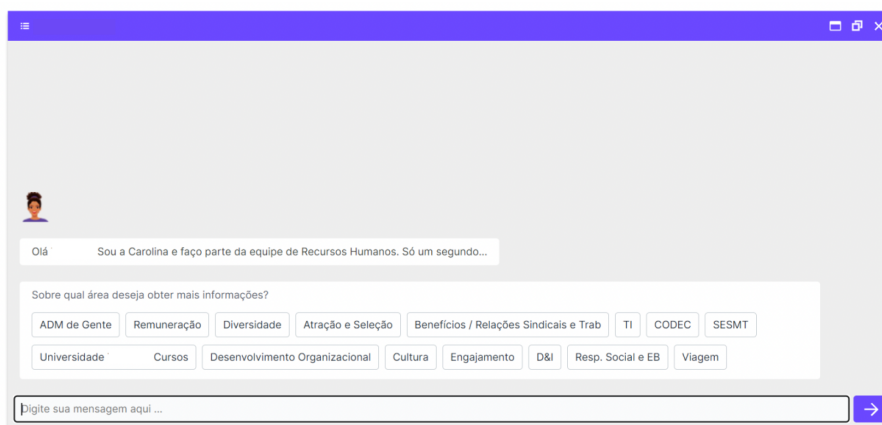 Olá Sou a Carolina e faço parte da equipe de Recursos Humanos. Só um segundo...
Sobre qual área deseja obter mais informações?
ADM de Gente Remuneração Diversidade Atração e Seleção Benefícios / Relações Sindicais e Trab TI CODEC SESMT
Universidade Cursos Desenvolvimento Organizacional Cultura Engajamento D&I Resp. Social e EB Viagem
Digite sua mensagem aqui ...